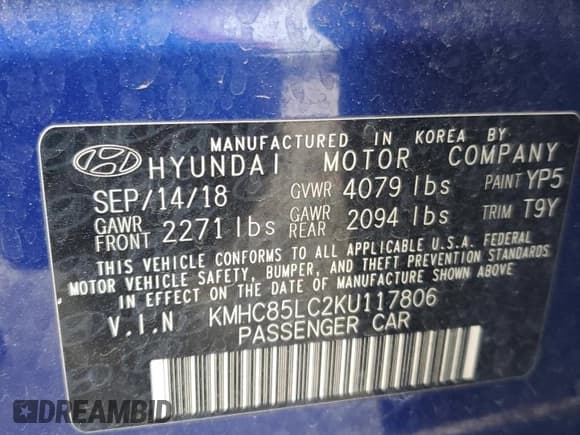 MANUFACTURED IN KOREA BY
HYUNDAI MOTOR COMPANY
SEP/14/18 GVWR 4079 lbs PAINT YP5
GAWR FRONT 2271 lbs GAWR REAR 2094 lbs TRIM T9Y
THIS VEHICLE CONFORMS TO ALL APPLICABLE U.S.A. FEDERAL
MOTOR VEHICLE SAFETY, BUMPER, AND THEFT PREVENTION STANDARDS
IN EFFECT ON THE DATE OF MANUFACTURE SHOWN ABOVE
V.I.N KMHC85LC2KU117806
PASSENGER CAR
DREAMBID